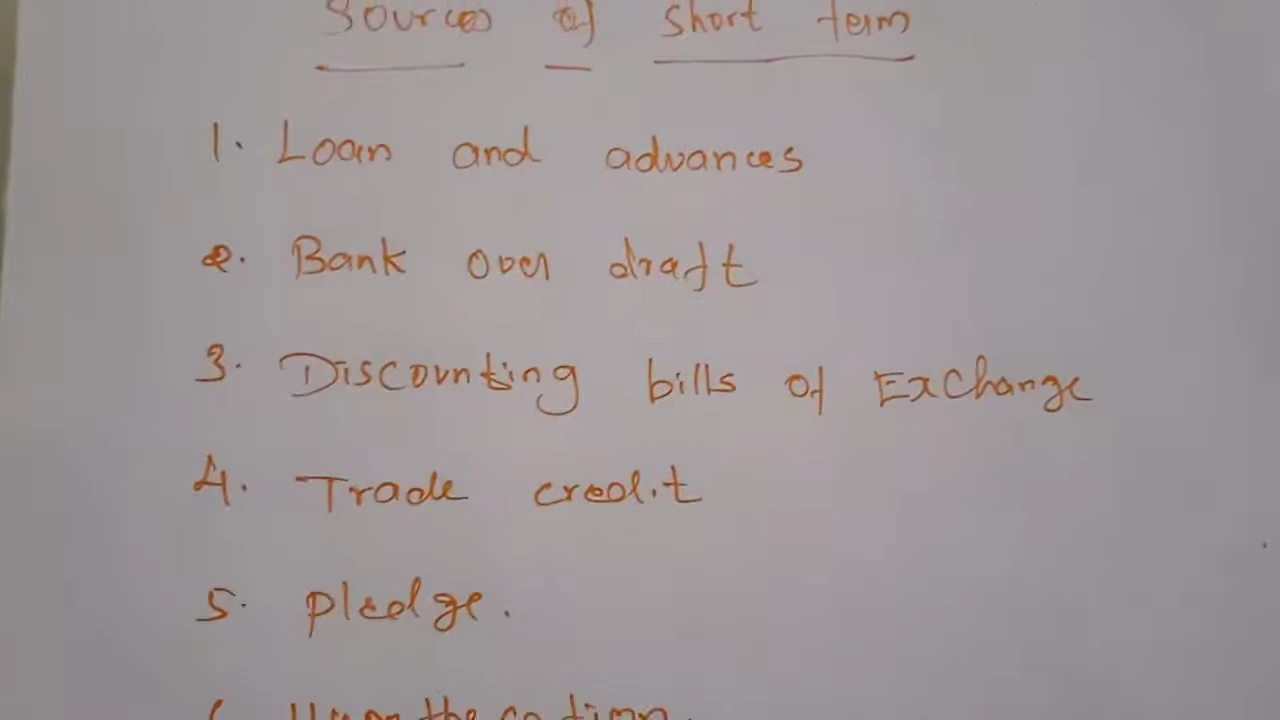 Sources of short term
1. Loan and advances
2. Bank over draft
3. Discounting bills of Exchange
4. Trade credit
5. pledge.